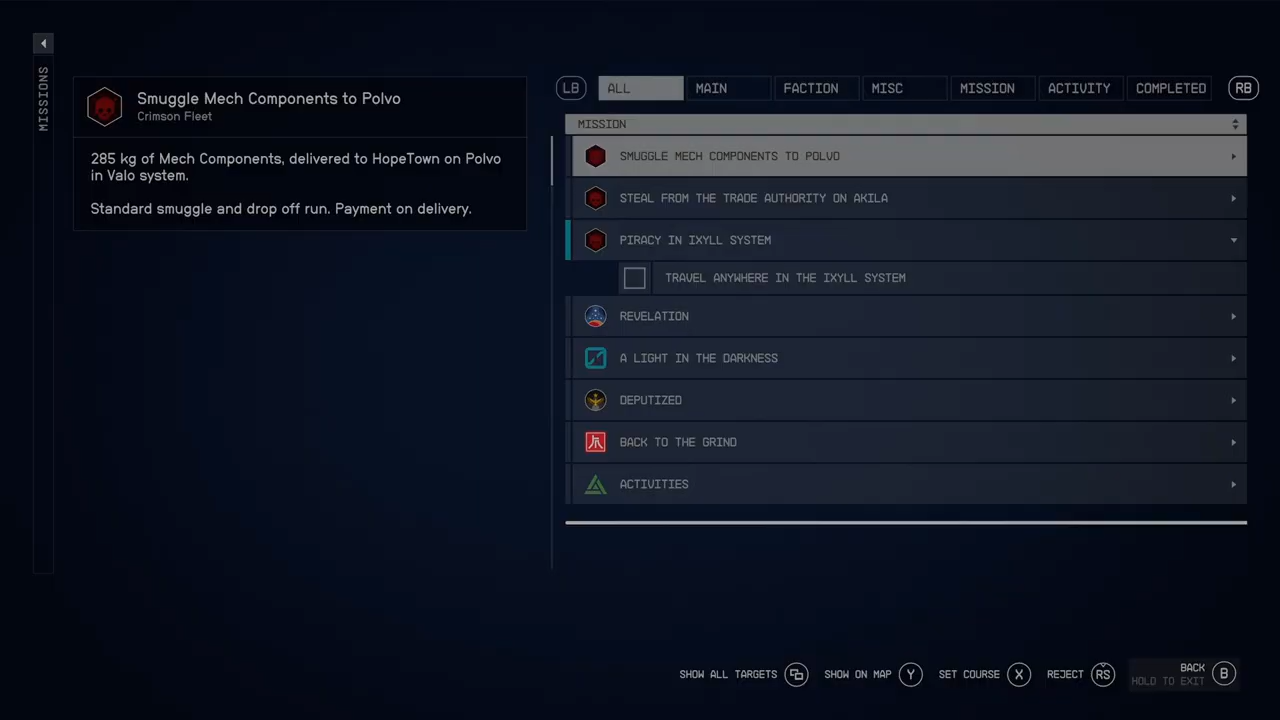 MISSIONS
Smuggle Mech Components to Polvo
Crimson Fleet
285 kg of Mech Components, delivered to HopeTown on Polvo
in Valo system.
Standard smuggle and drop off run. Payment on delivery.
LB ALL MAIN FACTION MISC MISSION ACTIVITY COMPLETED RB
MISSION
SMUGGLE MECH COMPONENTS TO POLVO
STEAL FROM THE TRADE AUTHORITY ON AKILA
PIRACY IN IXYLL SYSTEM
TRAVEL ANYWHERE IN THE IXYLL SYSTEM
REVELATION
A LIGHT IN THE DARKNESS
DEPUTIZED
BACK TO THE GRIND
ACTIVITIES
SHOW ALL TARGETS SHOW ON MAP Y SET COURSE X REJECT RS BACK B
HOLD TO EXIT